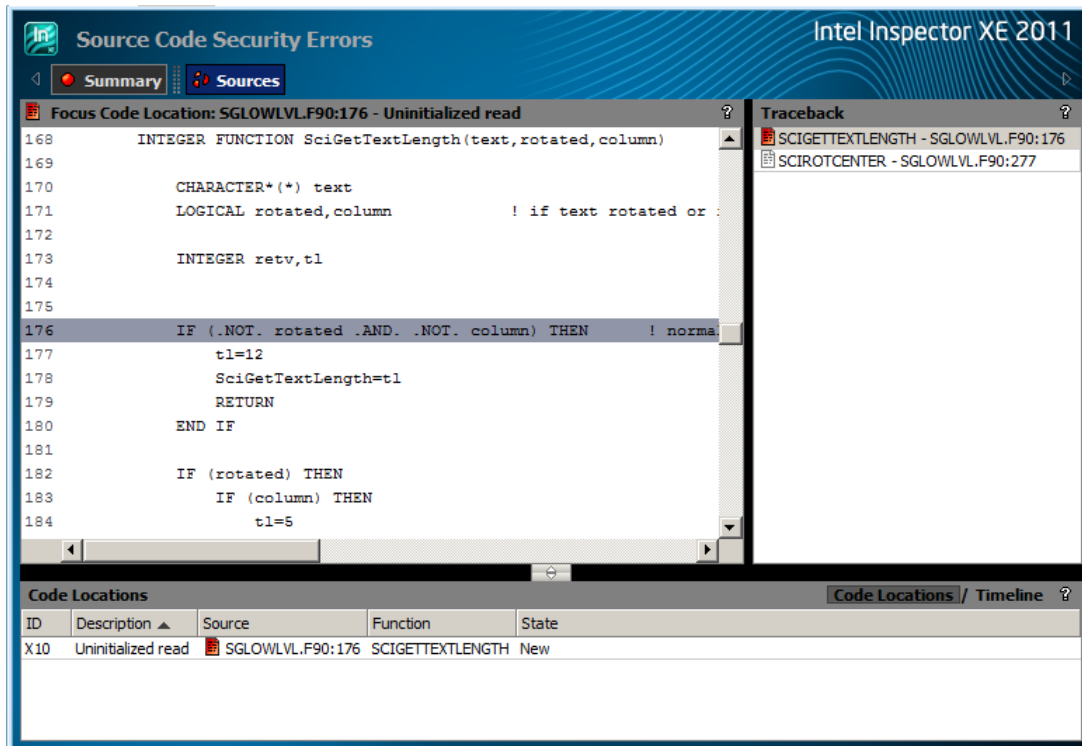 Source Code Security Errors
Intel Inspector XE 2011
Summary
Sources
Focus Code Location: SGLOWLVL.F90:176 - Uninitialized read ?
168 INTEGER FUNCTION SciGetTextLength(text,rotated,column)
169
170 CHARACTER*(*) text
171 LOGICAL rotated,column ! if text rotated or
172
173 INTEGER retv,tl
174
175
176 IF (.NOT. rotated .AND. .NOT. column) THEN ! norma
177 tl=12
178 SciGetTextLength=tl
179 RETURN
180 END IF
181
182 IF (rotated) THEN
183 IF (column) THEN
184 tl=5
Traceback ?
SCIGETTEXTLENGTH - SGLOWLVL.F90:176
SCIROTCENTER - SGLOWLVL.F90:277
Code Locations
Code Locations / Timeline ?
ID Description Source Function State
X10 Uninitialized read SGLOWLVL.F90:176 SCIGETTEXTLENGTH New